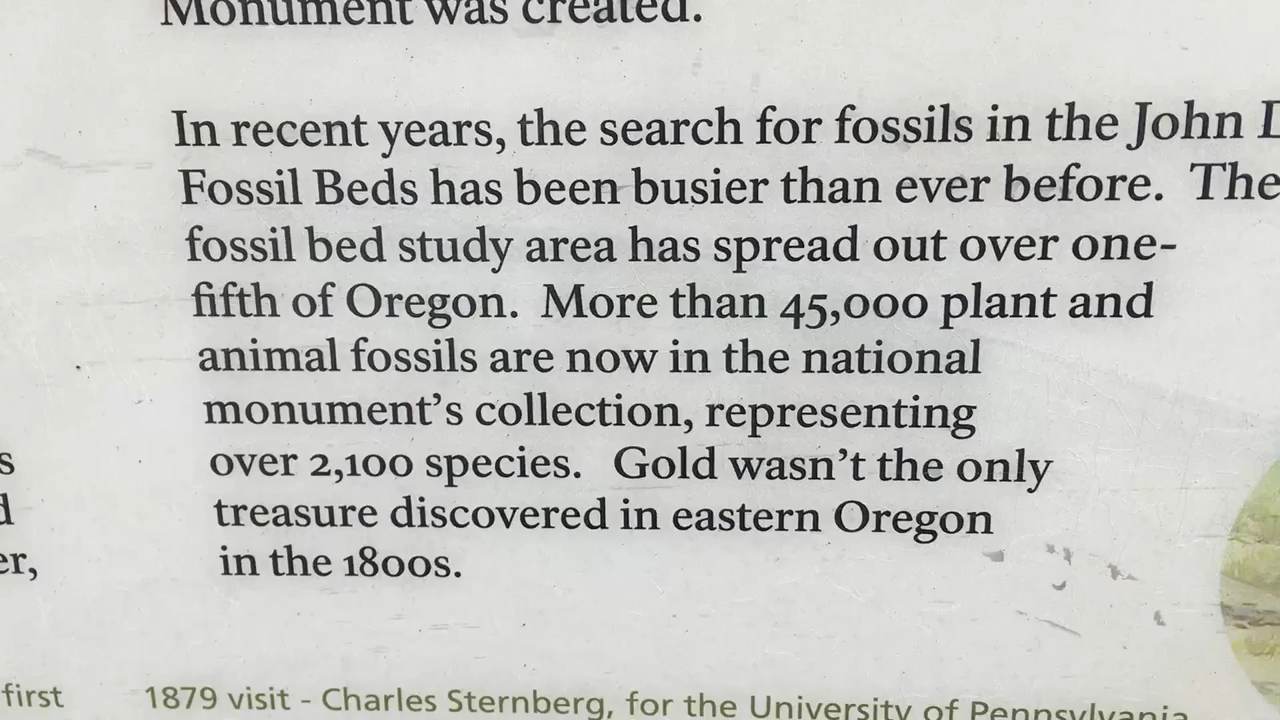 Monument was created.
In recent years, the search for fossils in the John
Fossil Beds has been busier than ever before. The
fossil bed study area has spread out over one-
fifth of Oregon. More than 45,000 plant and
animal fossils are now in the national
monument's collection, representing
over 2,100 species. Gold wasn't the only
treasure discovered in eastern Oregon
in the 1800s.
er,
first
1879 visit - Charles Sternberg, for the University of Pennsylvania